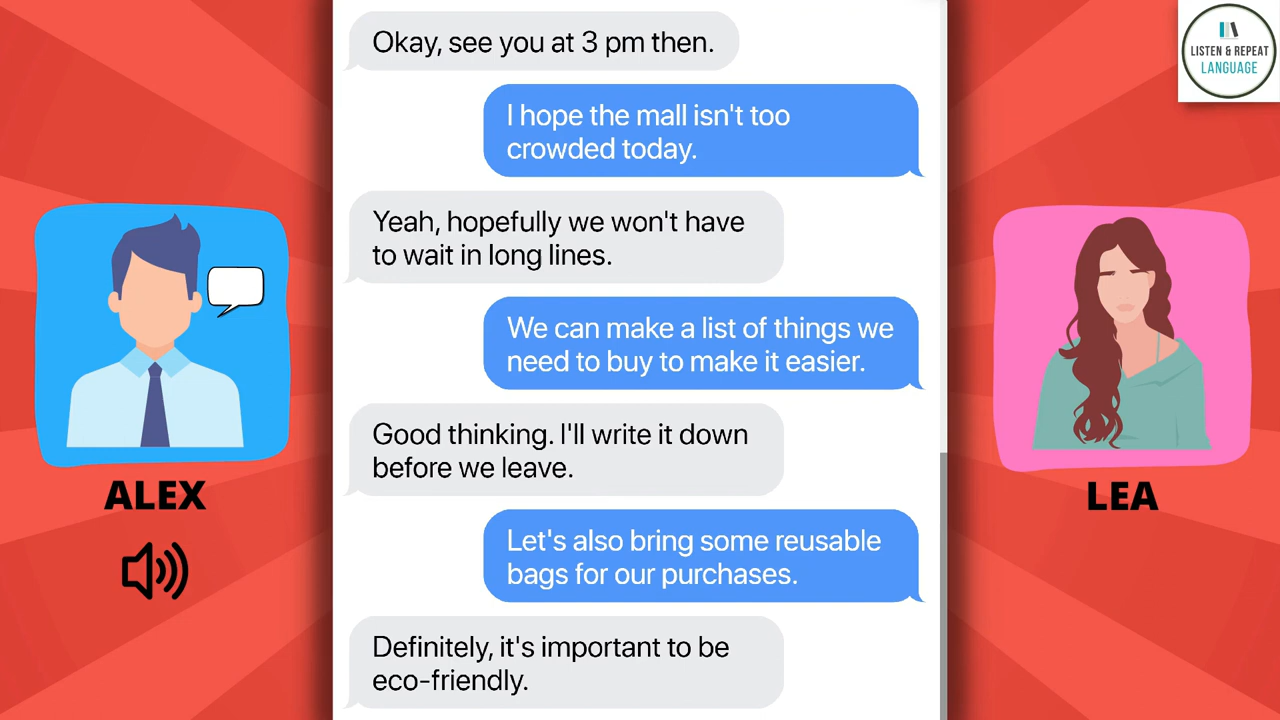 Okay, see you at 3 pm then.
I hope the mall isn't too
crowded today.
Yeah, hopefully we won't have
to wait in long lines.
We can make a list of things we
need to buy to make it easier.
Good thinking. I'll write it down
before we leave.
Let's also bring some reusable
bags for our purchases.
Definitely, it's important to be
eco-friendly.
ALEX
LEA
LISTEN & REPEAT
LANGUAGE